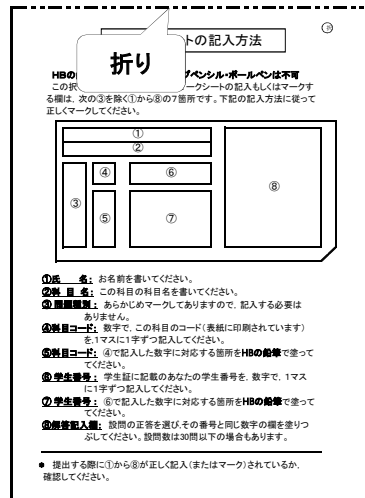 トの記入方法
折り
HBの
プペンシル・ボールペンは不可
この択
ークシートの記入もしくはマークす
る欄は、次の③を除く①から⑧の7箇所です。下記の記入方法に従って
正しくマークしてください。
①
②
③
④
⑥
⑧
⑤
⑦
①氏 名： お名前を書いてください。
②科 目 名： この科目の科目名を書いてください。
③ 問題種別： あらかじめマークしてありますので、記入する必要は
ありません。
④科目コード： 数字で、この科目のコード（表紙に印刷されています）
を、1マスに1字ずつ記入してください。
⑤科目コード： ④で記入した数字に対応する箇所をHBの鉛筆で塗って
ください。
⑥ 学生番号： 学生証に記載のあなたの学生番号を、数字で、1マス
に1字ずつ記入してください。
⑦ 学生番号： ⑥で記入した数字に対応する箇所をHBの鉛筆で塗って
てください。
⑧解答記入欄： 設問の正答を選び、その番号と同じ数字の欄を塗りつ
ぶしてください。設問数は30問以下の場合もあります。
● 提出する際に①から⑧が正しく記入（またはマーク）されているか、
確認してください。